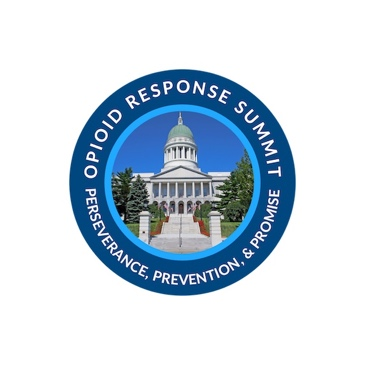 OPIOID RESPONSE SUMMIT
PERSEVERANCE, PREVENTION, & PROMISE